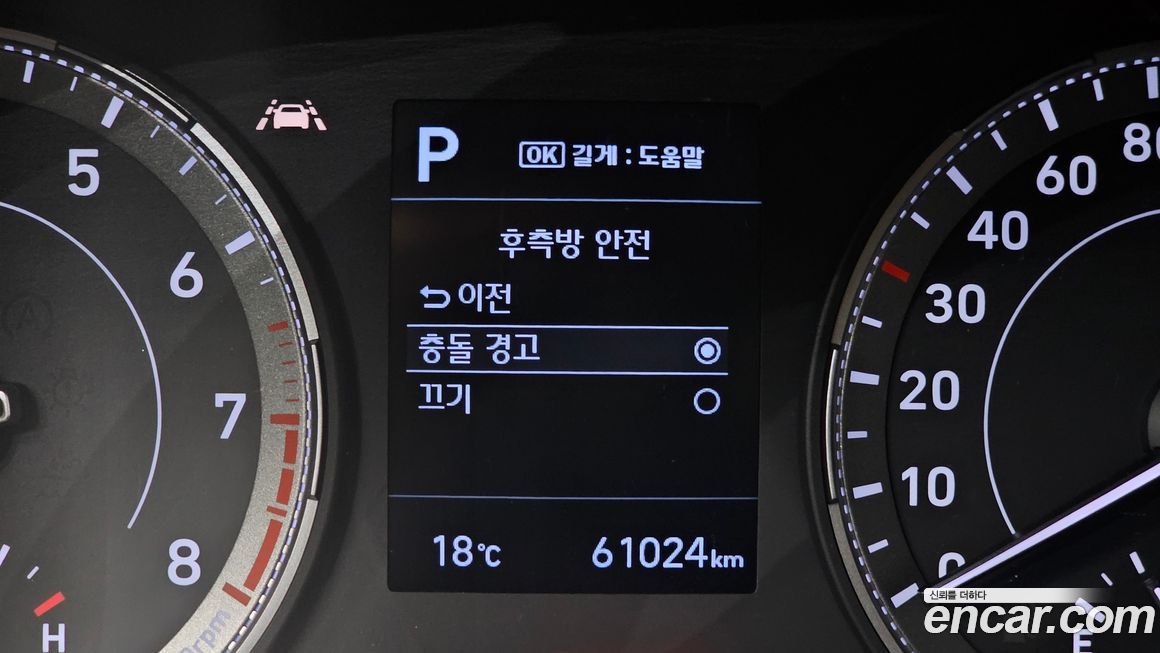 P
OK 길게 : 도움말
후측방 안전
이전
충돌 경고
끄기
18℃
61024km
5
6
7
8
H
80
60
40
30
20
10
0
E
신뢰를 더하다
encar.com